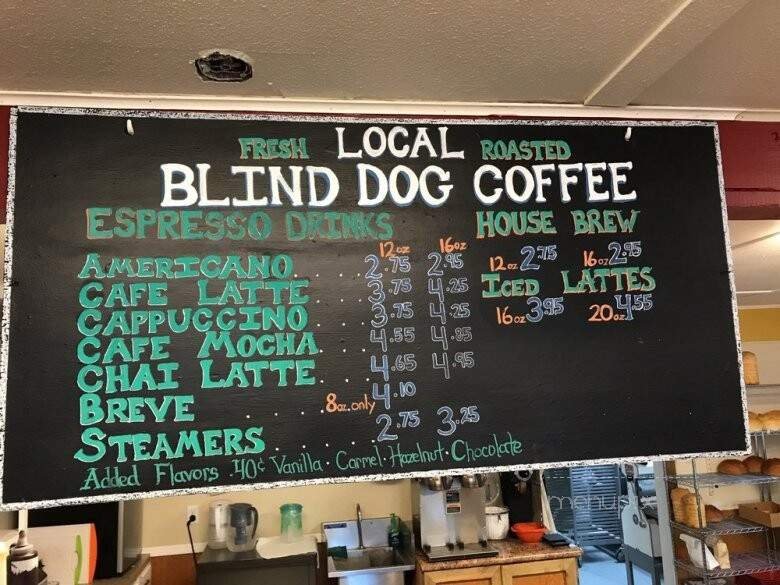 FRESH LOCAL ROASTED
BLIND DOG COFFEE
ESPRESSO DRINKS
12oz 16oz
AMERICANO.... 2.75 2.95
CAFE LATTE... 3.75 4.25
CAPPUCCINO... 3.75 4.25
CAFE MOCHA... 4.55 4.85
CHAI LATTE.... 4.65 4.95
BREVE .... 8oz.only 4.10
STEAMERS.... 2.75 3.25
Added Flavors .40¢ Vanilla · Carmel · Hazelnut · Chocolate
HOUSE BREW
12oz 2.75 16oz 2.95
ICED LATTES
16oz 3.95 20oz 4.55
menu